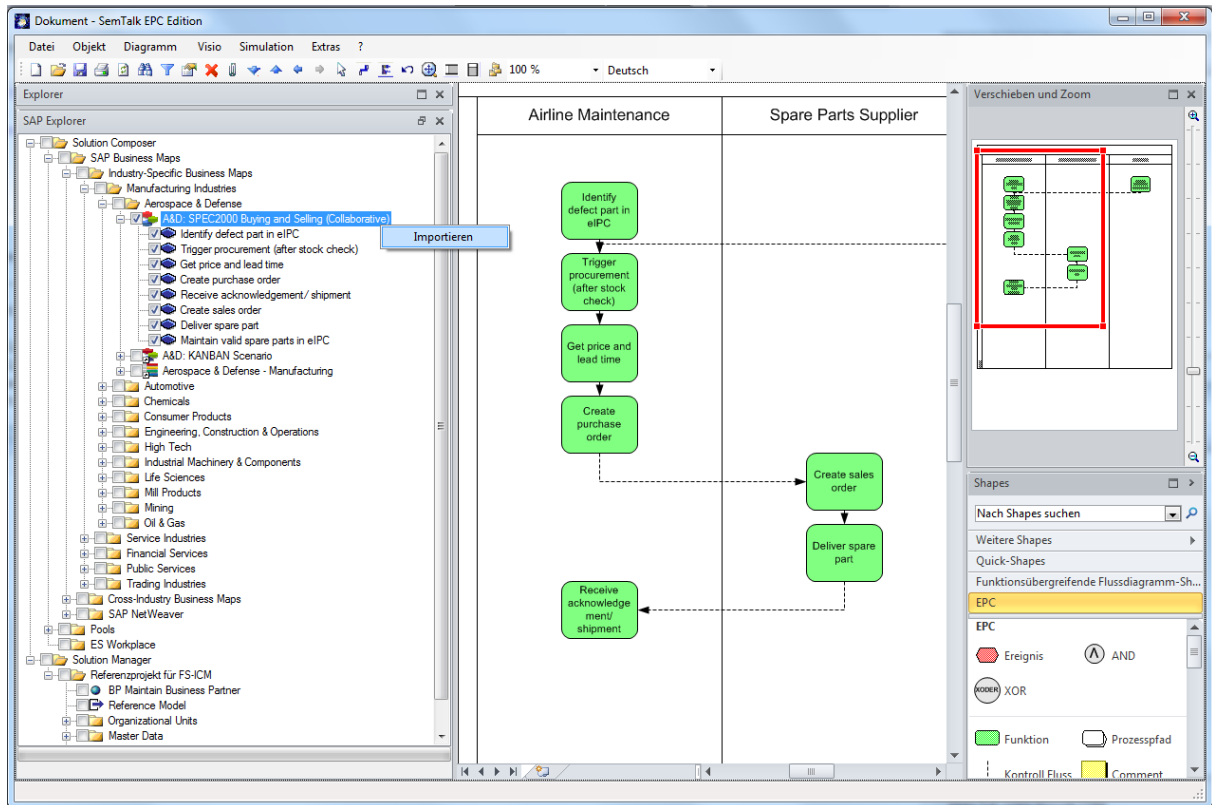 Dokument - SemTalk EPC Edition
Datei Objekt Diagramm Visio Simulation Extras ?
100 % Deutsch
Explorer
SAP Explorer
Solution Composer
SAP Business Maps
Industry-Specific Business Maps
Manufacturing Industries
Aerospace & Defense
A&D: SPEC2000 Buying and Selling (Collaborative)
Identify defect part in eIPC
Trigger procurement (after stock check)
Get price and lead time
Create purchase order
Receive acknowledgement/ shipment
Create sales order
Deliver spare part
Maintain valid spare parts in eIPC
A&D: KANBAN Scenario
Aerospace & Defense - Manufacturing
Automotive
Chemicals
Consumer Products
Engineering, Construction & Operations
High Tech
Industrial Machinery & Components
Life Sciences
Mill Products
Mining
Oil & Gas
Service Industries
Financial Services
Public Services
Trading Industries
Cross-Industry Business Maps
SAP NetWeaver
Pools
ES Workplace
Solution Manager
Referenzprojekt für FS-ICM
BP Maintain Business Partner
Reference Model
Organizational Units
Master Data
Importieren
Airline Maintenance
Spare Parts Supplier
Identify
defect part in
eIPC
Trigger
procurement
(after stock
check)
Get price and
lead time
Create
purchase
order
Create sales
order
Deliver spare
part
Receive
acknowledge
ment/
shipment
Verschieben und Zoom
Shapes
Nach Shapes suchen
Weitere Shapes
Quick-Shapes
Funktionsübergreifende Flussdiagramm-Sh...
EPC
EPC
Ereignis
AND
XODER
XOR
Funktion
Prozesspfad
Kontroll Fluss
Comment